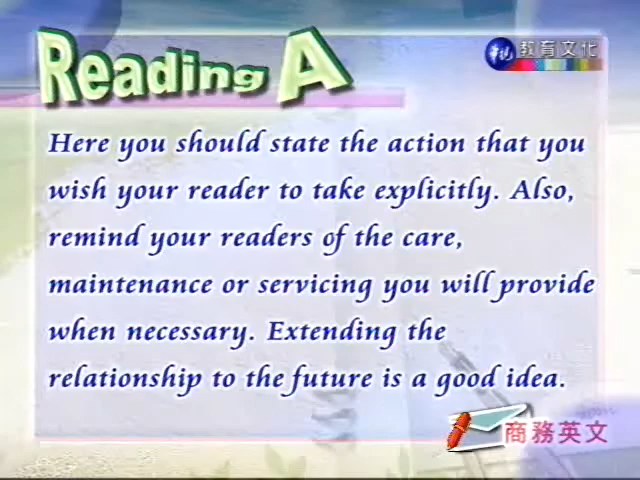 Reading A
華視 教育文化
Here you should state the action that you
wish your reader to take explicitly. Also,
remind your readers of the care,
maintenance or servicing you will provide
when necessary. Extending the
relationship to the future is a good idea.
商務英文